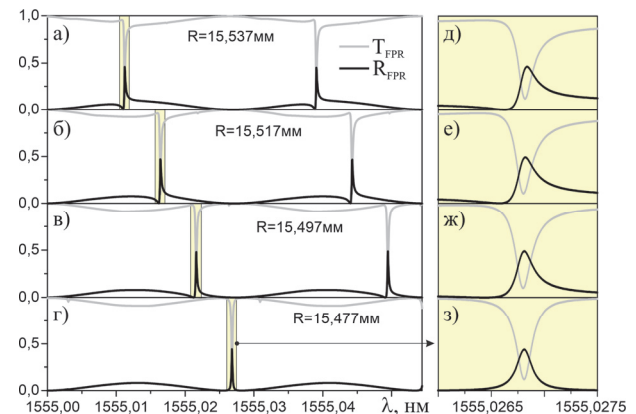 1,0
а)
R=15,537мм
T_FPR
R_FPR
д)
0,5
0,0
б)
R=15,517мм
е)
0,5
0,0
в)
R=15,497мм
ж)
0,5
0,0
г)
R=15,477мм
з)
0,5
0,0
1555,00 1555,01 1555,02 1555,03 1555,04 λ, нм 1555,0265 1555,0275